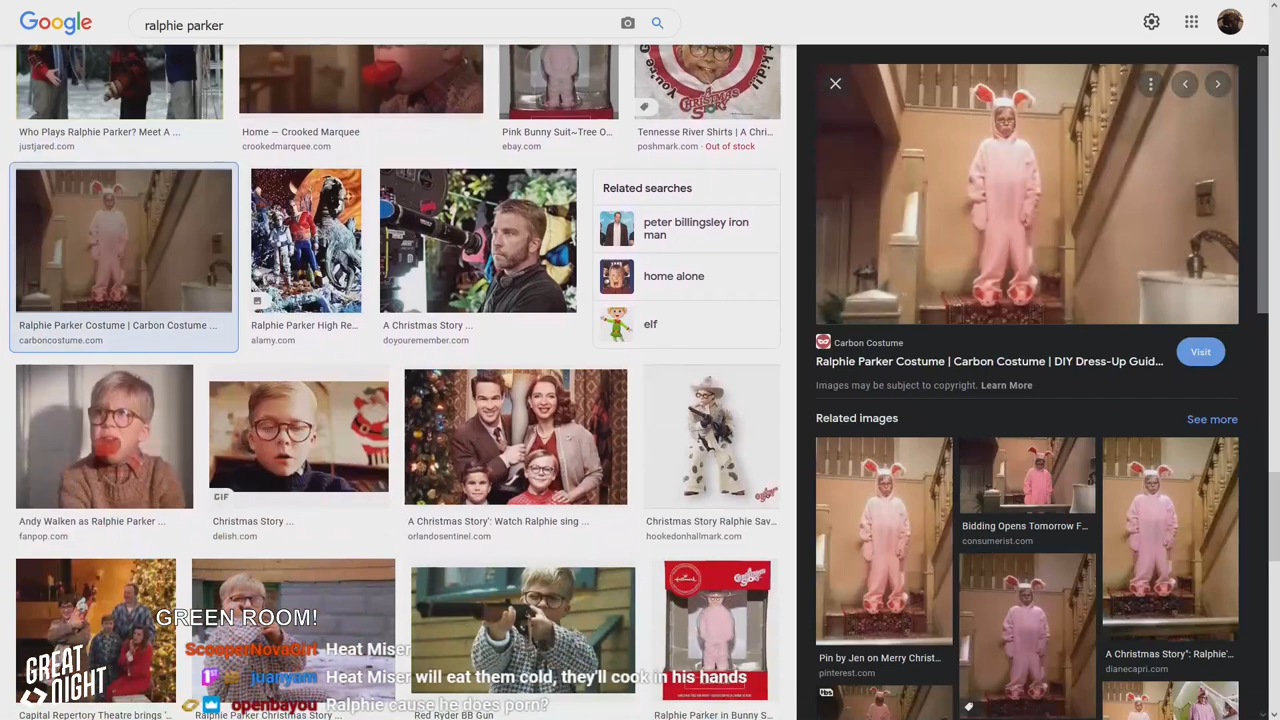 Google
ralphie parker
Who Plays Ralphie Parker? Meet A ...
justjared.com
Home — Crooked Marquee
crookedmarquee.com
Pink Bunny Suit~Tree O...
ebay.com
Tennesse River Shirts | A Chri...
poshmark.com · Out of stock
Ralphie Parker Costume | Carbon Costume ...
carboncostume.com
Ralphie Parker High Re...
alamy.com
A Christmas Story ...
doyouremember.com
Related searches
peter billingsley iron
man
home alone
elf
Andy Walken as Ralphie Parker ...
fanpop.com
GIF
Christmas Story ...
delish.com
A Christmas Story': Watch Ralphie sing ...
orlandosentinel.com
Christmas Story Ralphie Sav...
hookedonhallmark.com
GREEN ROOM!
ScooperNovaGirl Heat Miser
juanyam Heat Miser will eat them cold, they'll cook in his hands
openbayou Ralphie cause he does porn?
GREAT
NIGHT
Capital Repertory Theatre brings '...
Ralphie Parker Christmas Story ...
Red Ryder BB Gun
Hallmark
Ralphie Parker in Bunny S...
Carbon Costume
Ralphie Parker Costume | Carbon Costume | DIY Dress-Up Guid...
Visit
Images may be subject to copyright. Learn More
Related images
See more
Bidding Opens Tomorrow F...
consumerist.com
Pin by Jen on Merry Christ...
pinterest.com
A Christmas Story": Ralphie'...
dianecapri.com